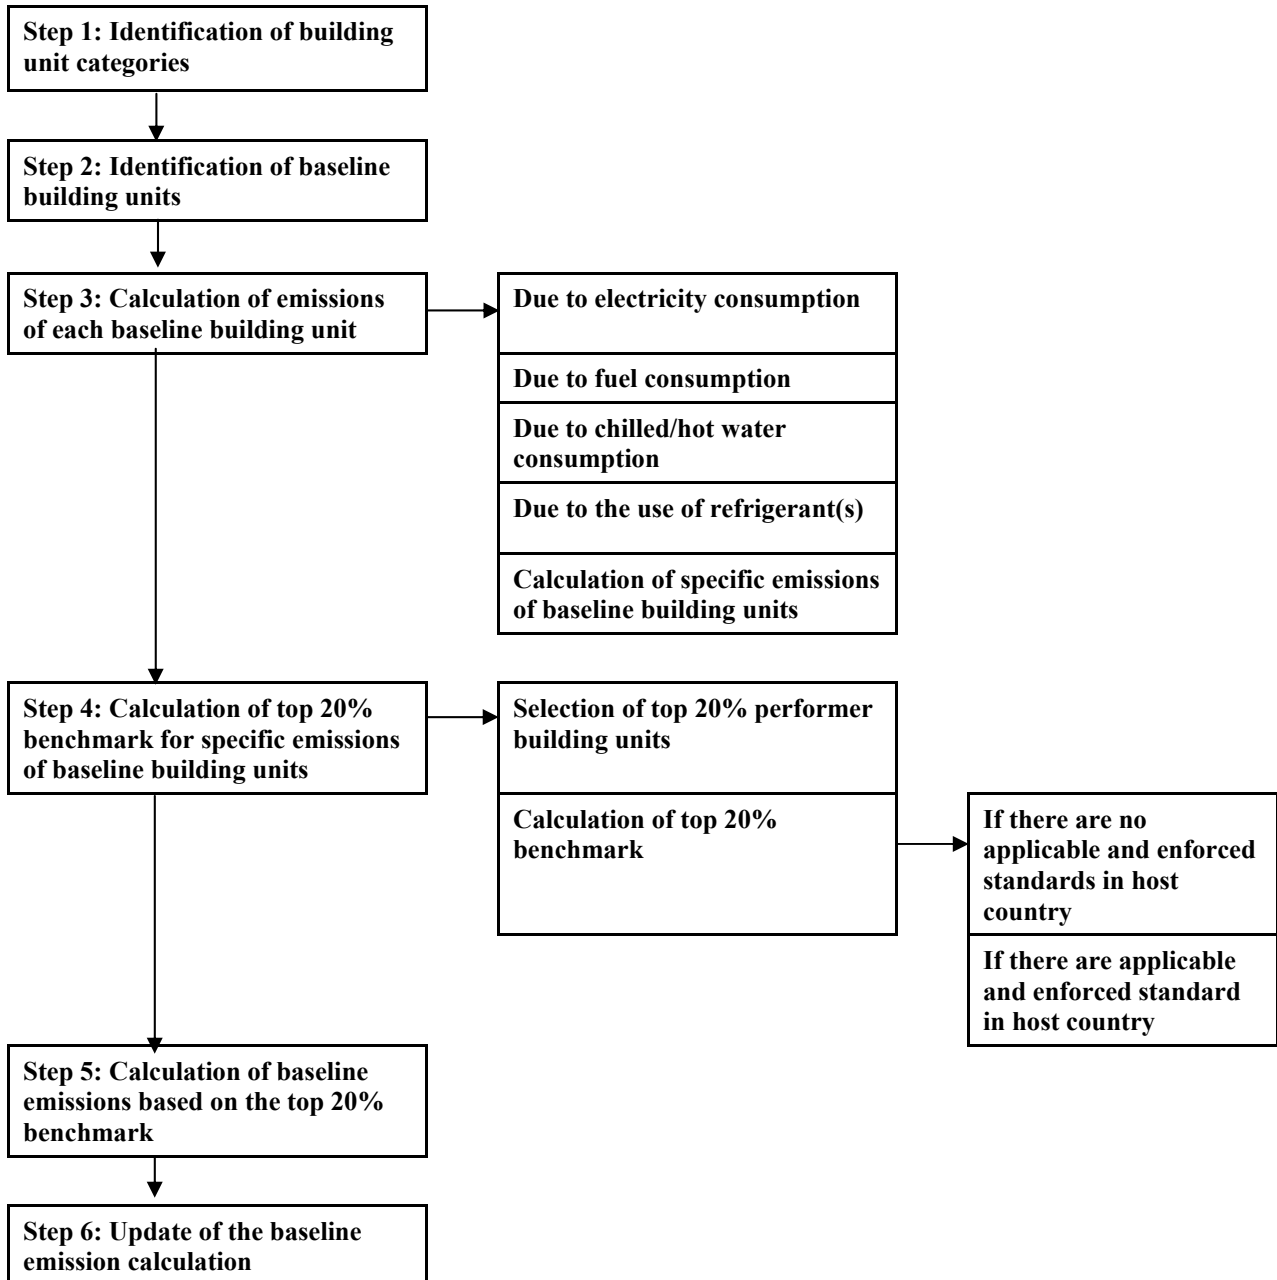 Step 1: Identification of building
unit categories
Step 2: Identification of baseline
building units
Step 3: Calculation of emissions
of each baseline building unit
Due to electricity consumption
Due to fuel consumption
Due to chilled/hot water
consumption
Due to the use of refrigerant(s)
Calculation of specific emissions
of baseline building units
Step 4: Calculation of top 20%
benchmark for specific emissions
of baseline building units
Selection of top 20% performer
building units
Calculation of top 20%
benchmark
If there are no
applicable and enforced
standards in host
country
If there are applicable
and enforced standard
in host country
Step 5: Calculation of baseline
emissions based on the top 20%
benchmark
Step 6: Update of the baseline
emission calculation